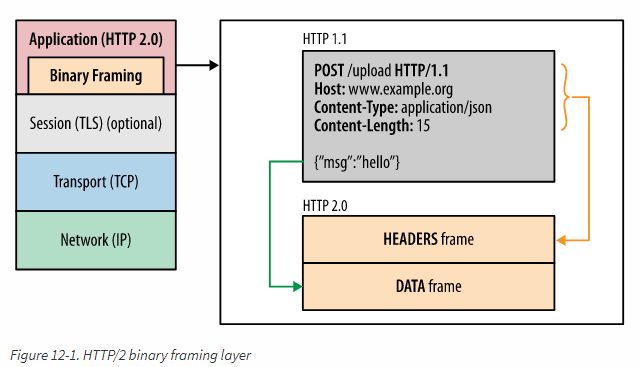 Application (HTTP 2.0)
Binary Framing
Session (TLS) (optional)
Transport (TCP)
Network (IP)
HTTP 1.1
POST /upload HTTP/1.1
Host: www.example.org
Content-Type: application/json
Content-Length: 15
{”msg”:”hello”}
HTTP 2.0
HEADERS frame
DATA frame
Figure 12-1. HTTP/2 binary framing layer